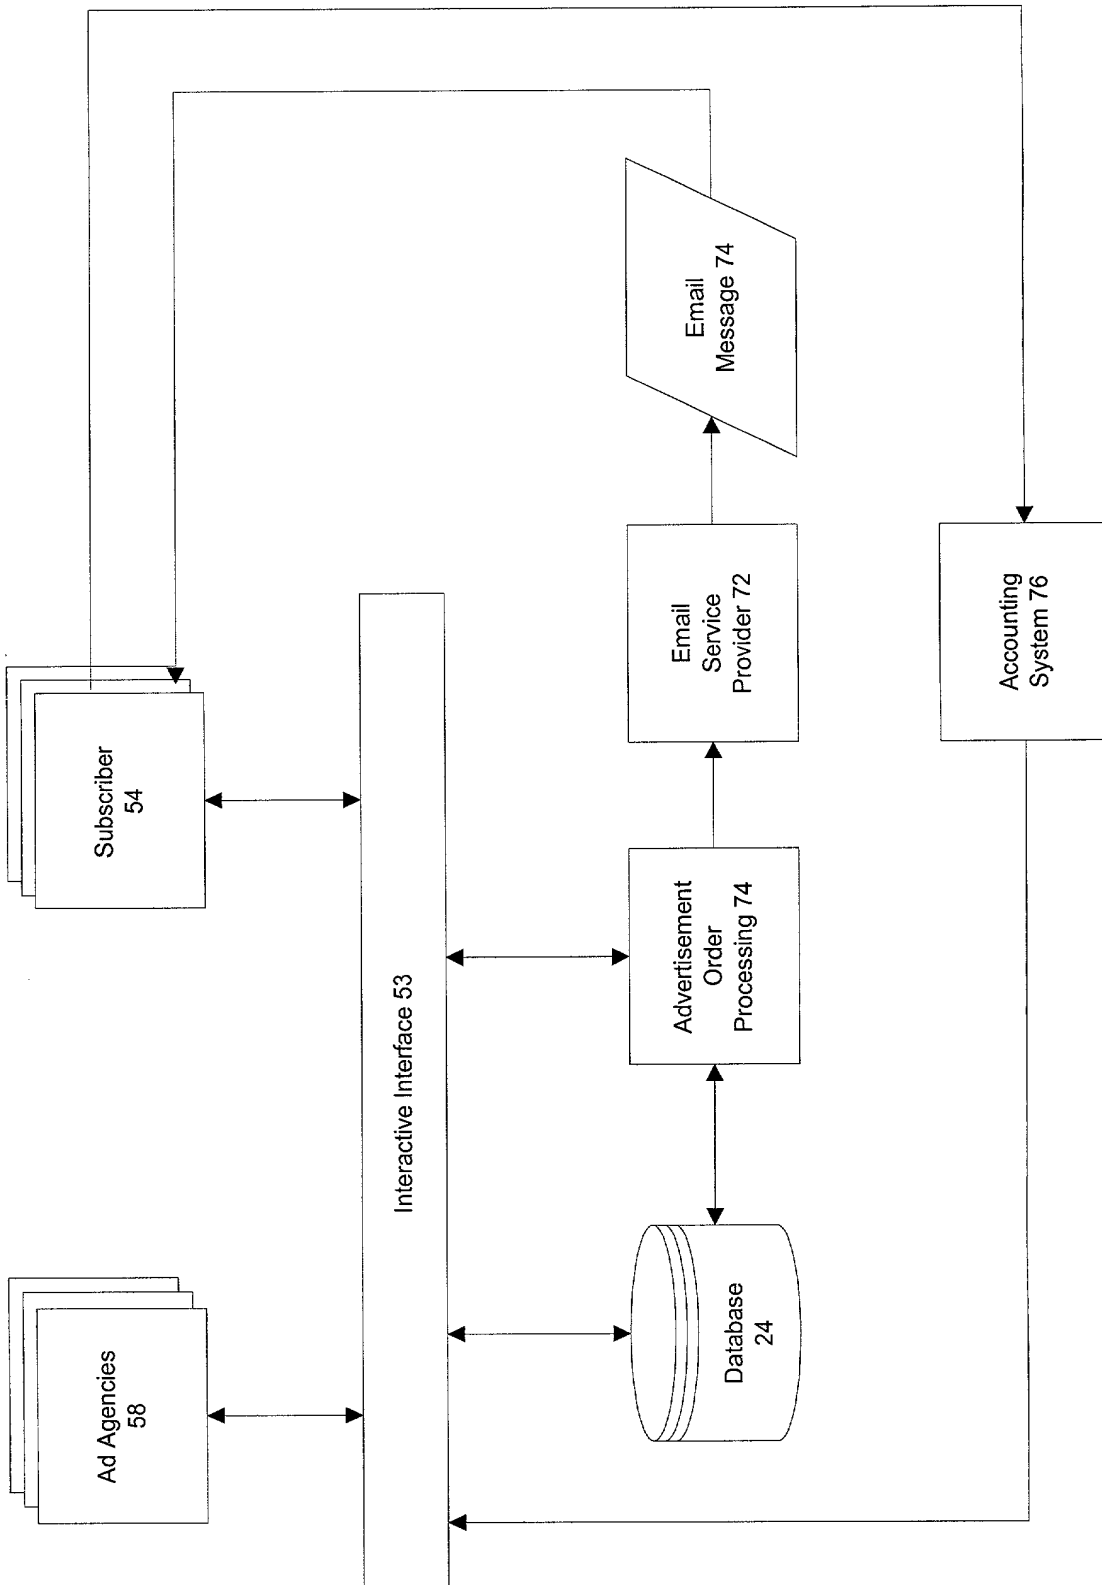 Ad Agencies
58
Subscriber
54
Interactive Interface 53
Database
24
Advertisement
Order
Processing 74
Email
Service
Provider 72
Email
Message 74
Accounting
System 76